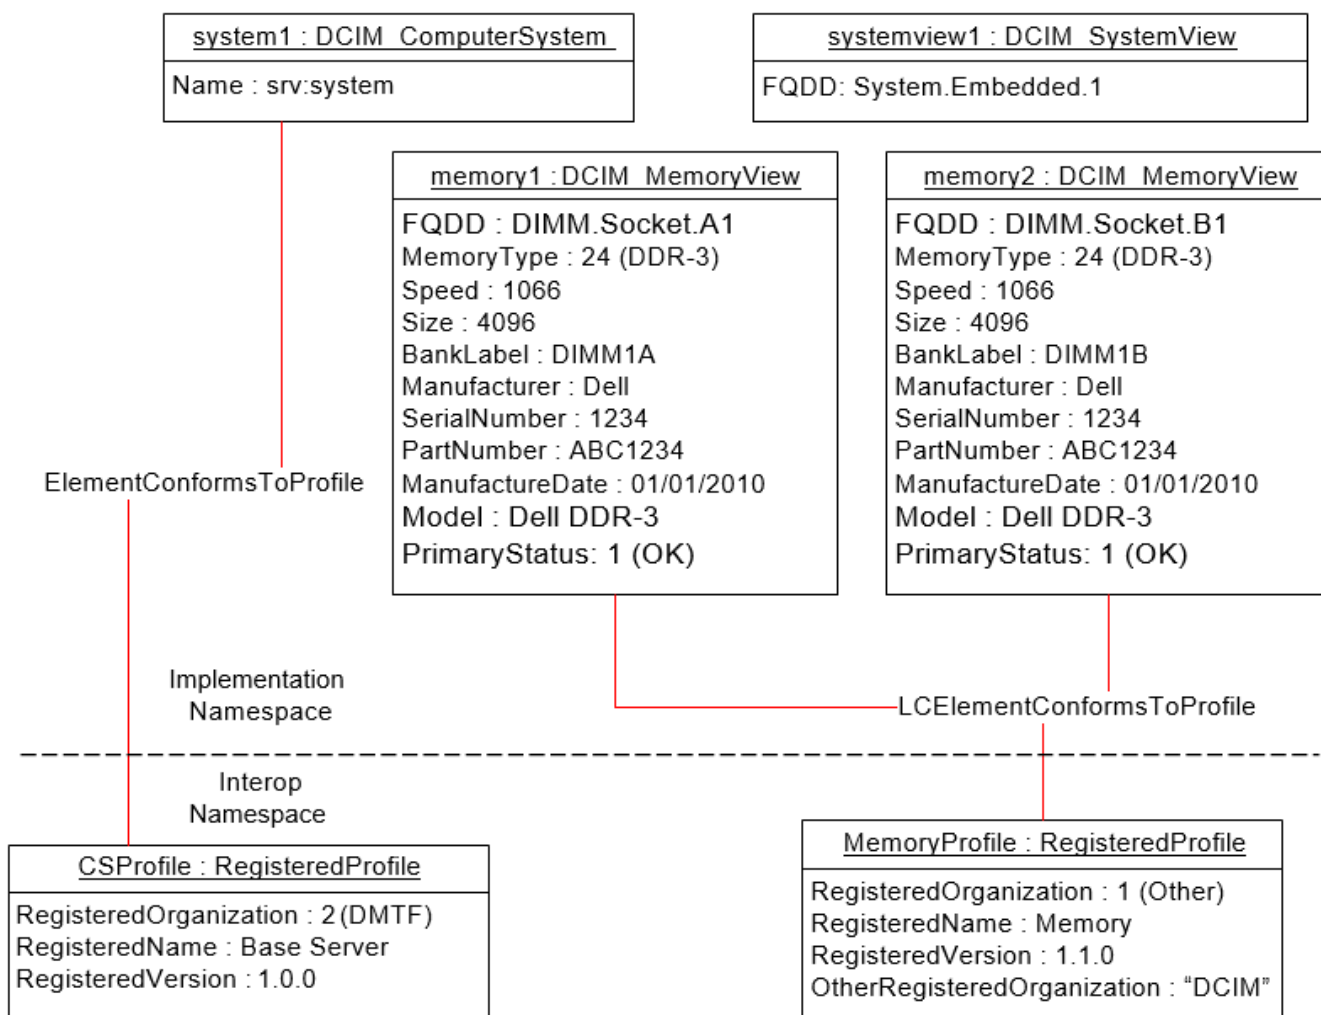 system1 : DCIM_ComputerSystem
Name : srv:system
systemview1 : DCIM_SystemView
FQDD: System.Embedded.1
memory1 : DCIM_MemoryView
FQDD : DIMM.Socket.A1
MemoryType : 24 (DDR-3)
Speed : 1066
Size : 4096
BankLabel : DIMM1A
Manufacturer : Dell
SerialNumber : 1234
PartNumber : ABC1234
ManufactureDate : 01/01/2010
Model : Dell DDR-3
PrimaryStatus: 1 (OK)
memory2 : DCIM_MemoryView
FQDD : DIMM.Socket.B1
MemoryType : 24 (DDR-3)
Speed : 1066
Size : 4096
BankLabel : DIMM1B
Manufacturer : Dell
SerialNumber : 1234
PartNumber : ABC1234
ManufactureDate : 01/01/2010
Model : Dell DDR-3
PrimaryStatus: 1 (OK)
ElementConformsToProfile
Implementation
Namespace
LCElementConformsToProfile
Interop
Namespace
CSProfile : RegisteredProfile
RegisteredOrganization : 2 (DMTF)
RegisteredName : Base Server
RegisteredVersion : 1.0.0
MemoryProfile : RegisteredProfile
RegisteredOrganization : 1 (Other)
RegisteredName : Memory
RegisteredVersion : 1.1.0
OtherRegisteredOrganization : “DCIM”